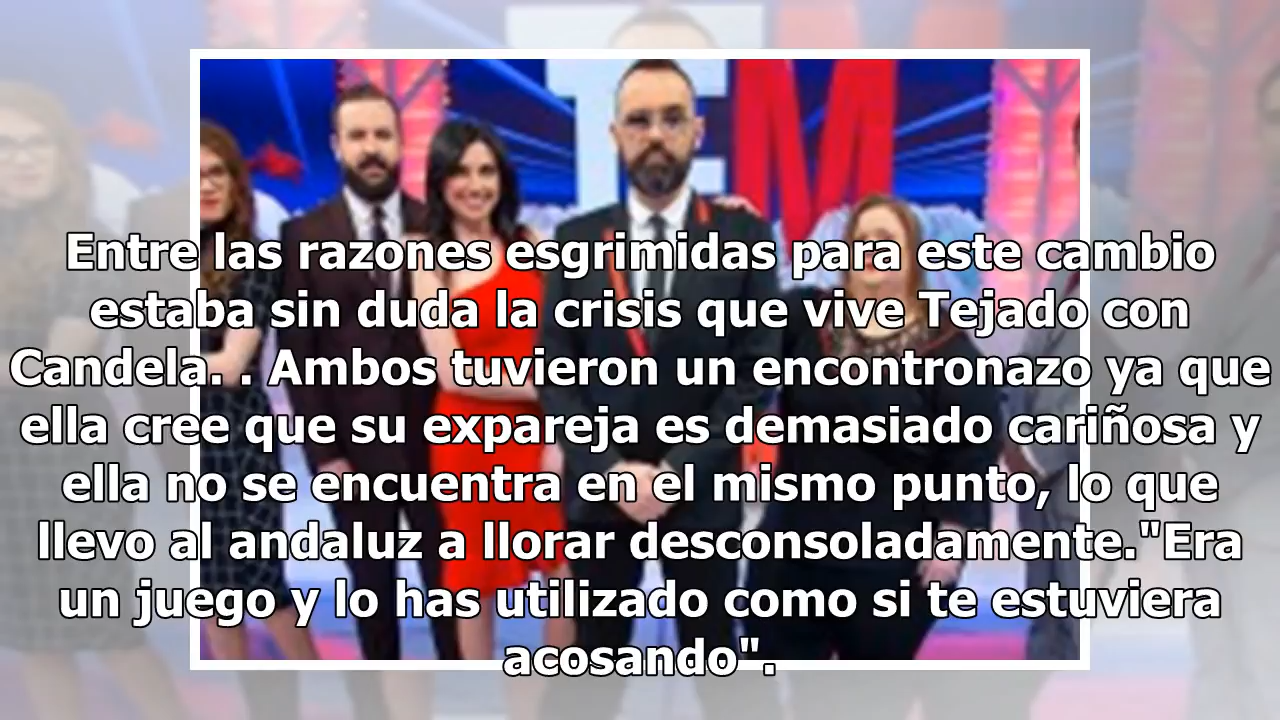 TEM
Entre las razones esgrimidas para este cambio
estaba sin duda la crisis que vive Tejado con
Candela. . Ambos tuvieron un encontronazo ya que
ella cree que su expareja es demasiado cariñosa y
ella no se encuentra en el mismo punto, lo que
llevo al andaluz a llorar desconsoladamente."Era
un juego y lo has utilizado como si te estuviera
acosando".